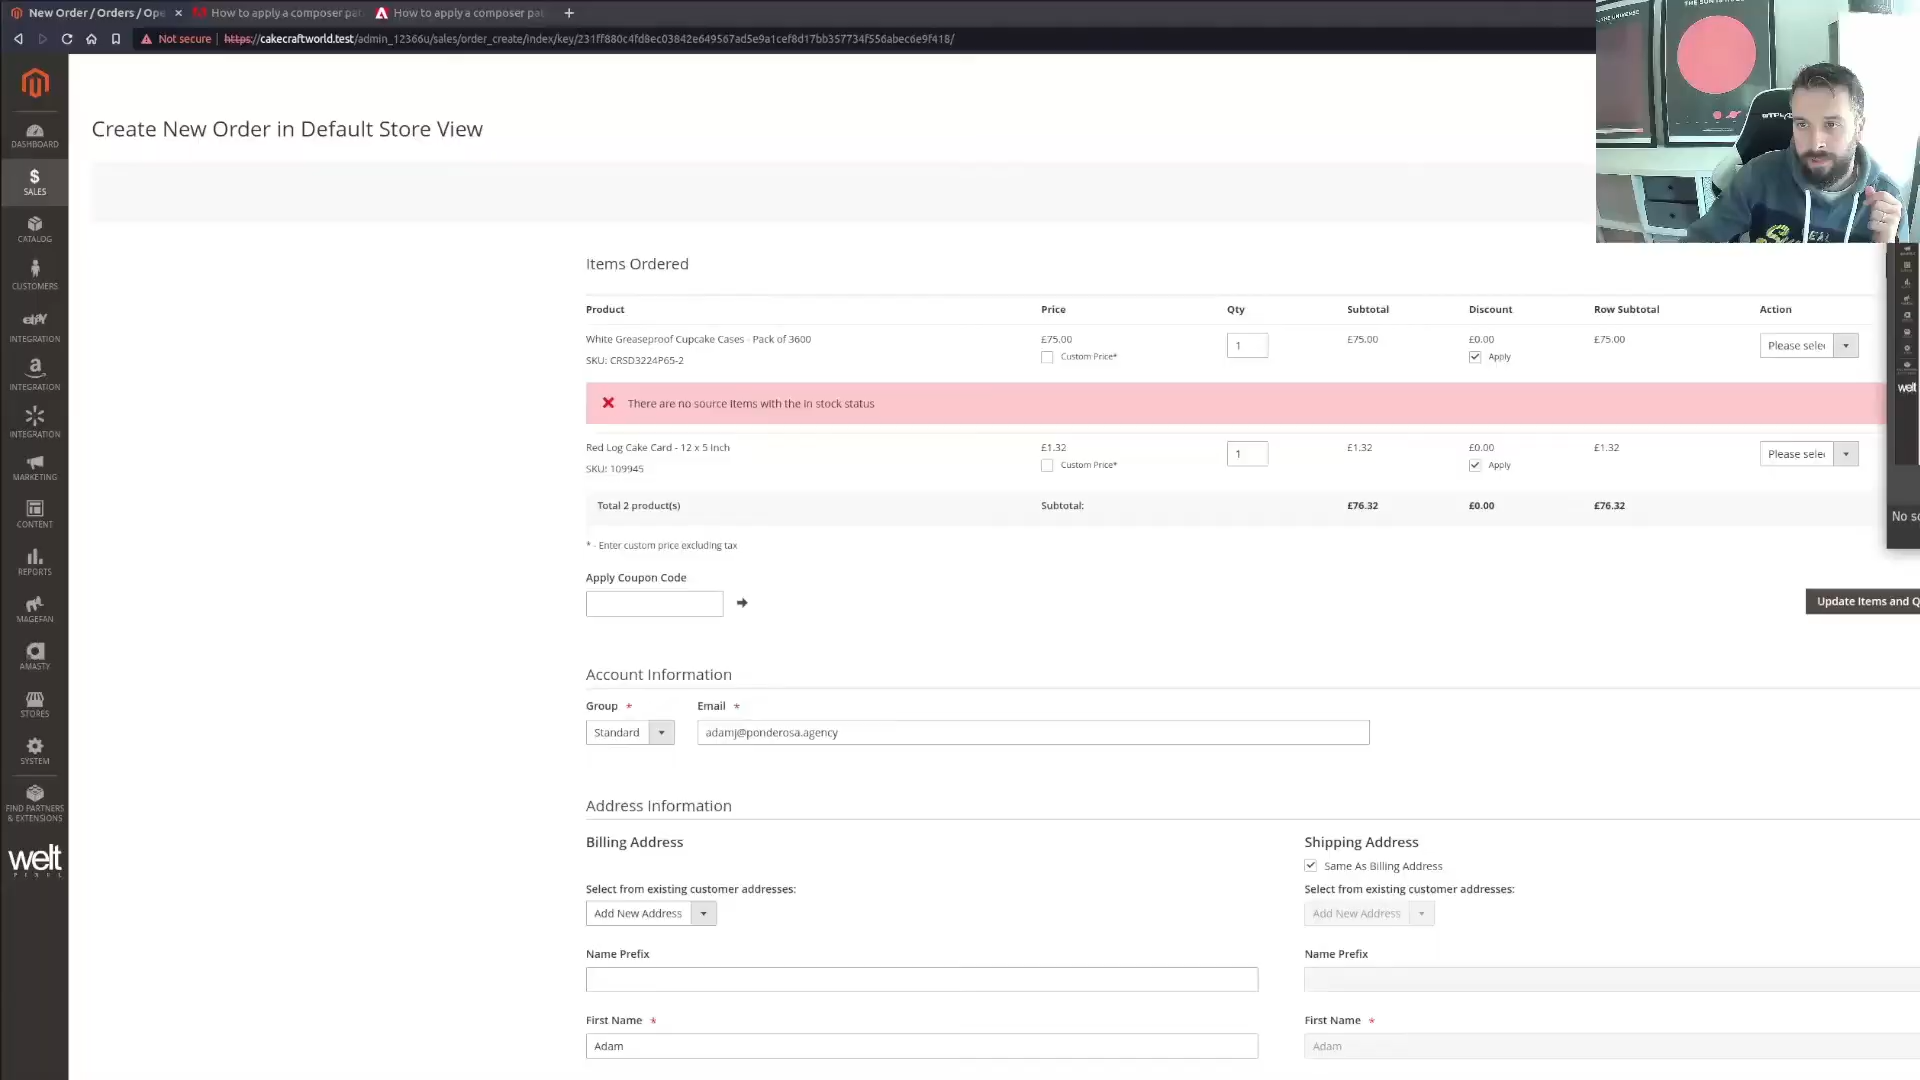 New Order / Orders / Ope
How to apply a composer pat
How to apply a composer pat
Not secure
https://cakecraftworld.test/admin_12366u/sales/order_create/index/key/231ff880c4fd8ec03842e649567ad5e9a1cef8d17bb357734f556abec6e9f418/
DASHBOARD
SALES
CATALOG
CUSTOMERS
ebay
INTEGRATION
INTEGRATION
INTEGRATION
MARKETING
CONTENT
REPORTS
MAGEFAN
AMASTY
STORES
SYSTEM
FIND PARTNERS
& EXTENSIONS
welt
PIXEL
Create New Order in Default Store View
Items Ordered
Product Price Qty Subtotal Discount Row Subtotal Action
White Greaseproof Cupcake Cases - Pack of 3600 £75.00 1 £75.00 £0.00 £75.00 Please selec
SKU: CRSD3224P65-2 Custom Price* Apply
There are no source items with the in stock status
Red Log Cake Card - 12 x 5 Inch £1.32 1 £1.32 £0.00 £1.32 Please selec
SKU: 109945 Custom Price* Apply
Total 2 product(s) Subtotal: £76.32 £0.00 £76.32
* - Enter custom price excluding tax
Apply Coupon Code
Update Items and Q
Account Information
Group * Email *
Standard adamj@ponderosa.agency
Address Information
Billing Address
Select from existing customer addresses:
Add New Address
Name Prefix
First Name *
Adam
Shipping Address
Same As Billing Address
Select from existing customer addresses:
Add New Address
Name Prefix
First Name *
Adam
welt
No so